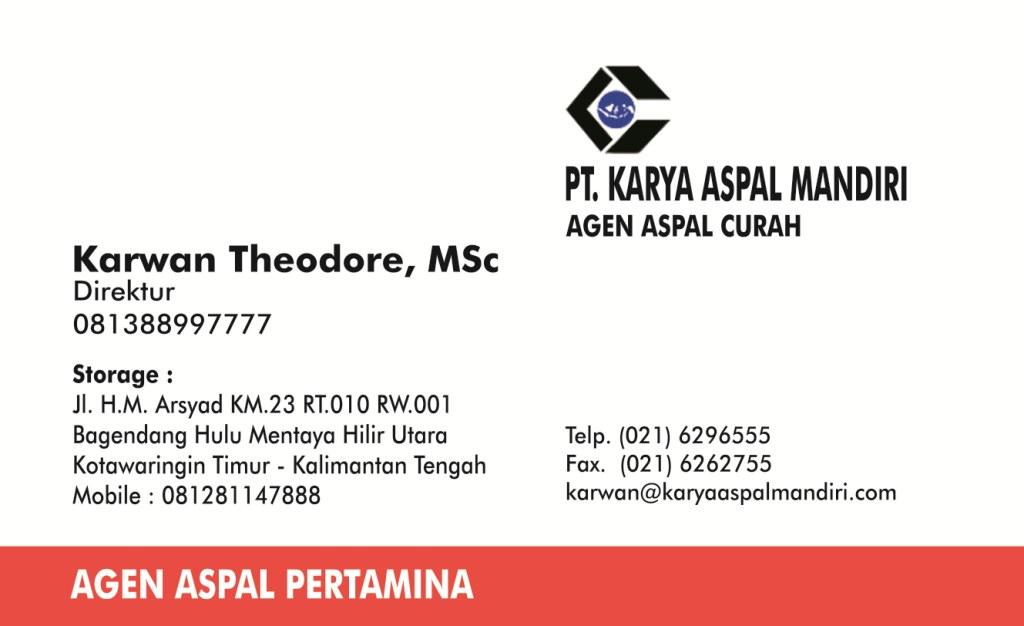 PT. KARYA ASPAL MANDIRI
AGEN ASPAL CURAH
Karwan Theodore, MSc
Direktur
081388997777
Storage :
Jl. H.M. Arsyad KM.23 RT.010 RW.001
Bagendang Hulu Mentaya Hilir Utara
Kotawaringin Timur - Kalimantan Tengah
Mobile : 081281147888
Telp. (021) 6296555
Fax. (021) 6262755
karwan@karyaaspalmandiri.com
AGEN ASPAL PERTAMINA